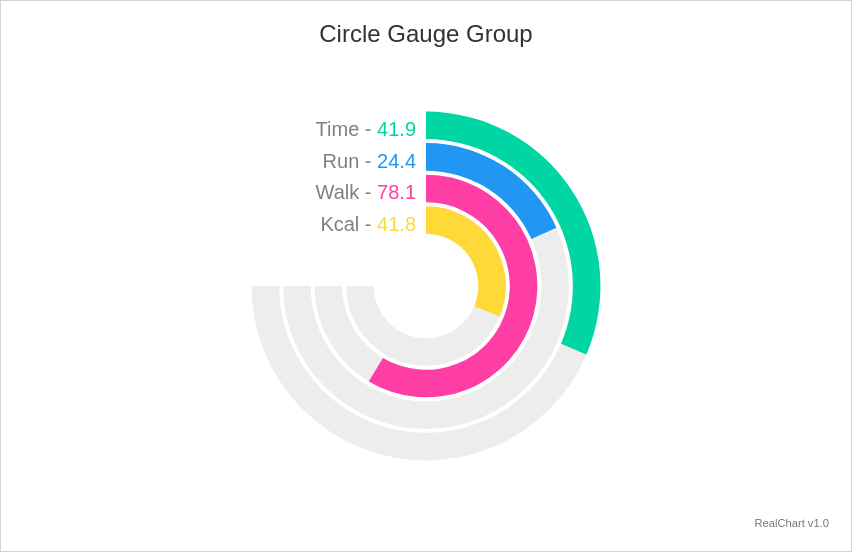 Circle Gauge Group
Time - 41.9
Run - 24.4
Walk - 78.1
Kcal - 41.8
RealChart v1.0